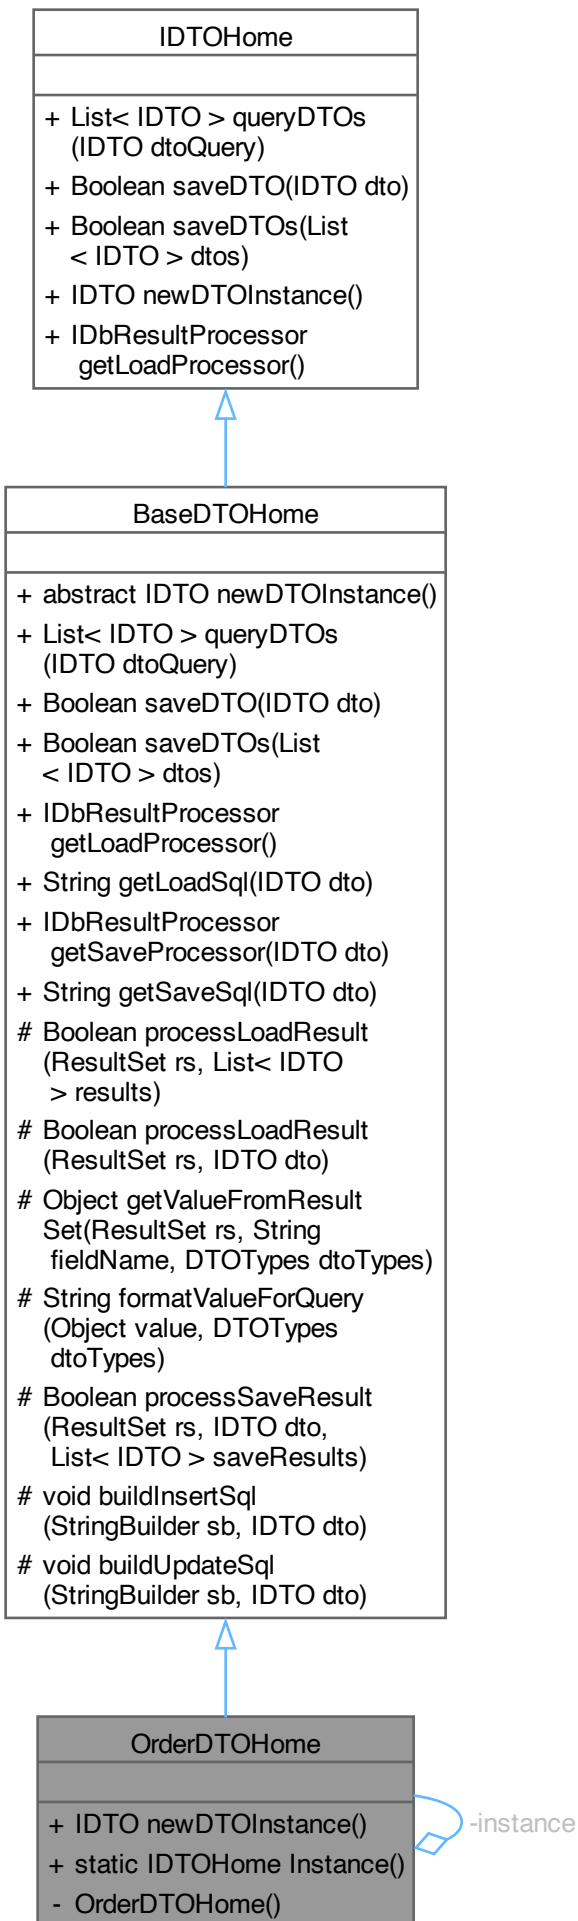 IDTOHome
+ List< IDTO > queryDTOs
(IDTO dtoQuery)
+ Boolean saveDTO(IDTO dto)
+ Boolean saveDTOs(List
< IDTO > dtos)
+ IDTO newDTOInstance()
+ IDbResultProcessor
getLoadProcessor()
BaseDTOHome
+ abstract IDTO newDTOInstance()
+ List< IDTO > queryDTOs
(IDTO dtoQuery)
+ Boolean saveDTO(IDTO dto)
+ Boolean saveDTOs(List
< IDTO > dtos)
+ IDbResultProcessor
getLoadProcessor()
+ String getLoadSql(IDTO dto)
+ IDbResultProcessor
getSaveProcessor(IDTO dto)
+ String getSaveSql(IDTO dto)
# Boolean processLoadResult
(ResultSet rs, List< IDTO
> results)
# Boolean processLoadResult
(ResultSet rs, IDTO dto)
# Object getValueFromResult
Set(ResultSet rs, String
fieldName, DTOTypes dtoTypes)
# String formatValueForQuery
(Object value, DTOTypes
dtoTypes)
# Boolean processSaveResult
(ResultSet rs, IDTO dto,
List< IDTO > saveResults)
# void buildInsertSql
(StringBuilder sb, IDTO dto)
# void buildUpdateSql
(StringBuilder sb, IDTO dto)
OrderDTOHome
+ IDTO newDTOInstance()
-instance
+ static IDTOHome Instance()
- OrderDTOHome()